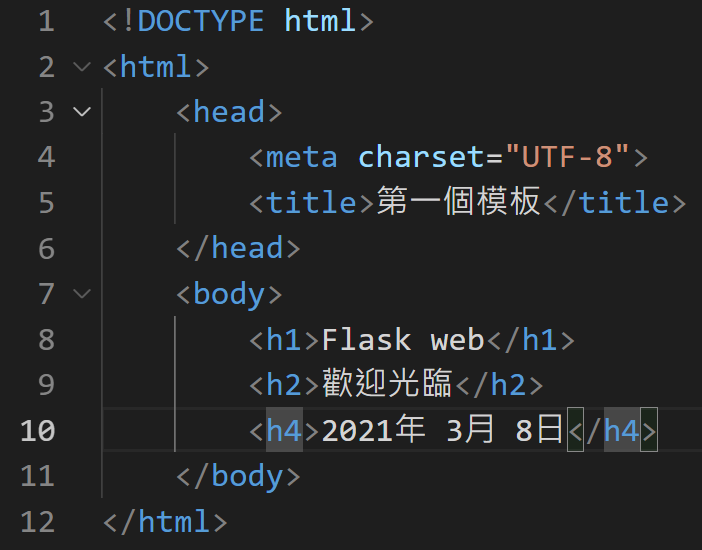 1 <!DOCTYPE html>
2 <html>
3     <head>
4         <meta charset="UTF-8">
5         <title>第一個模板</title>
6     </head>
7     <body>
8         <h1>Flask web</h1>
9         <h2>歡迎光臨</h2>
10         <h4>2021年 3月 8日</h4>
11     </body>
12 </html>